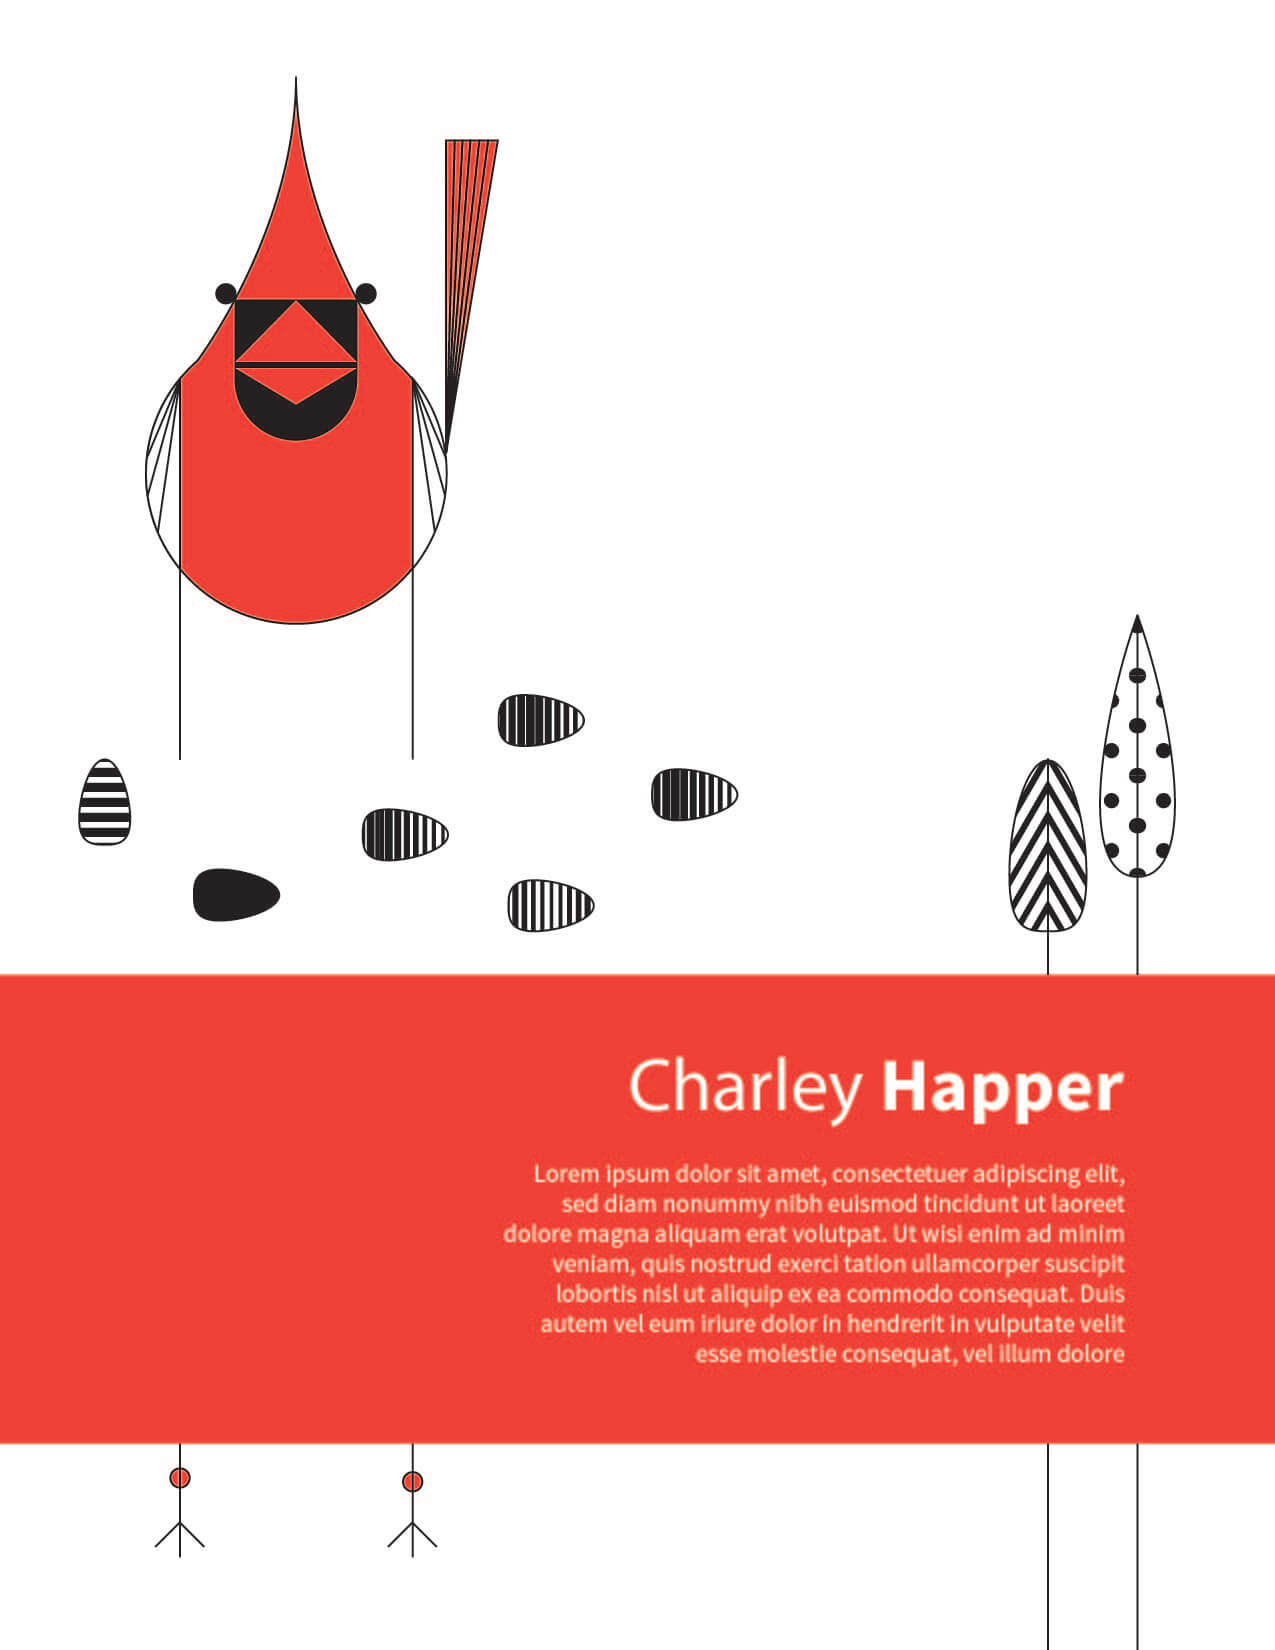 Charley Happer
Lorem ipsum dolor sit amet, consectetuer adipiscing elit,
sed diam nonummy nibh euismod tincidunt ut laoreet
dolore magna aliquam erat volutpat. Ut wisi enim ad minim
veniam, quis nostrud exerci tation ullamcorper suscipit
lobortis nisl ut aliquip ex ea commodo consequat. Duis
autem vel eum iriure dolor in hendrerit in vulputate velit
esse molestie consequat, vel illum dolore